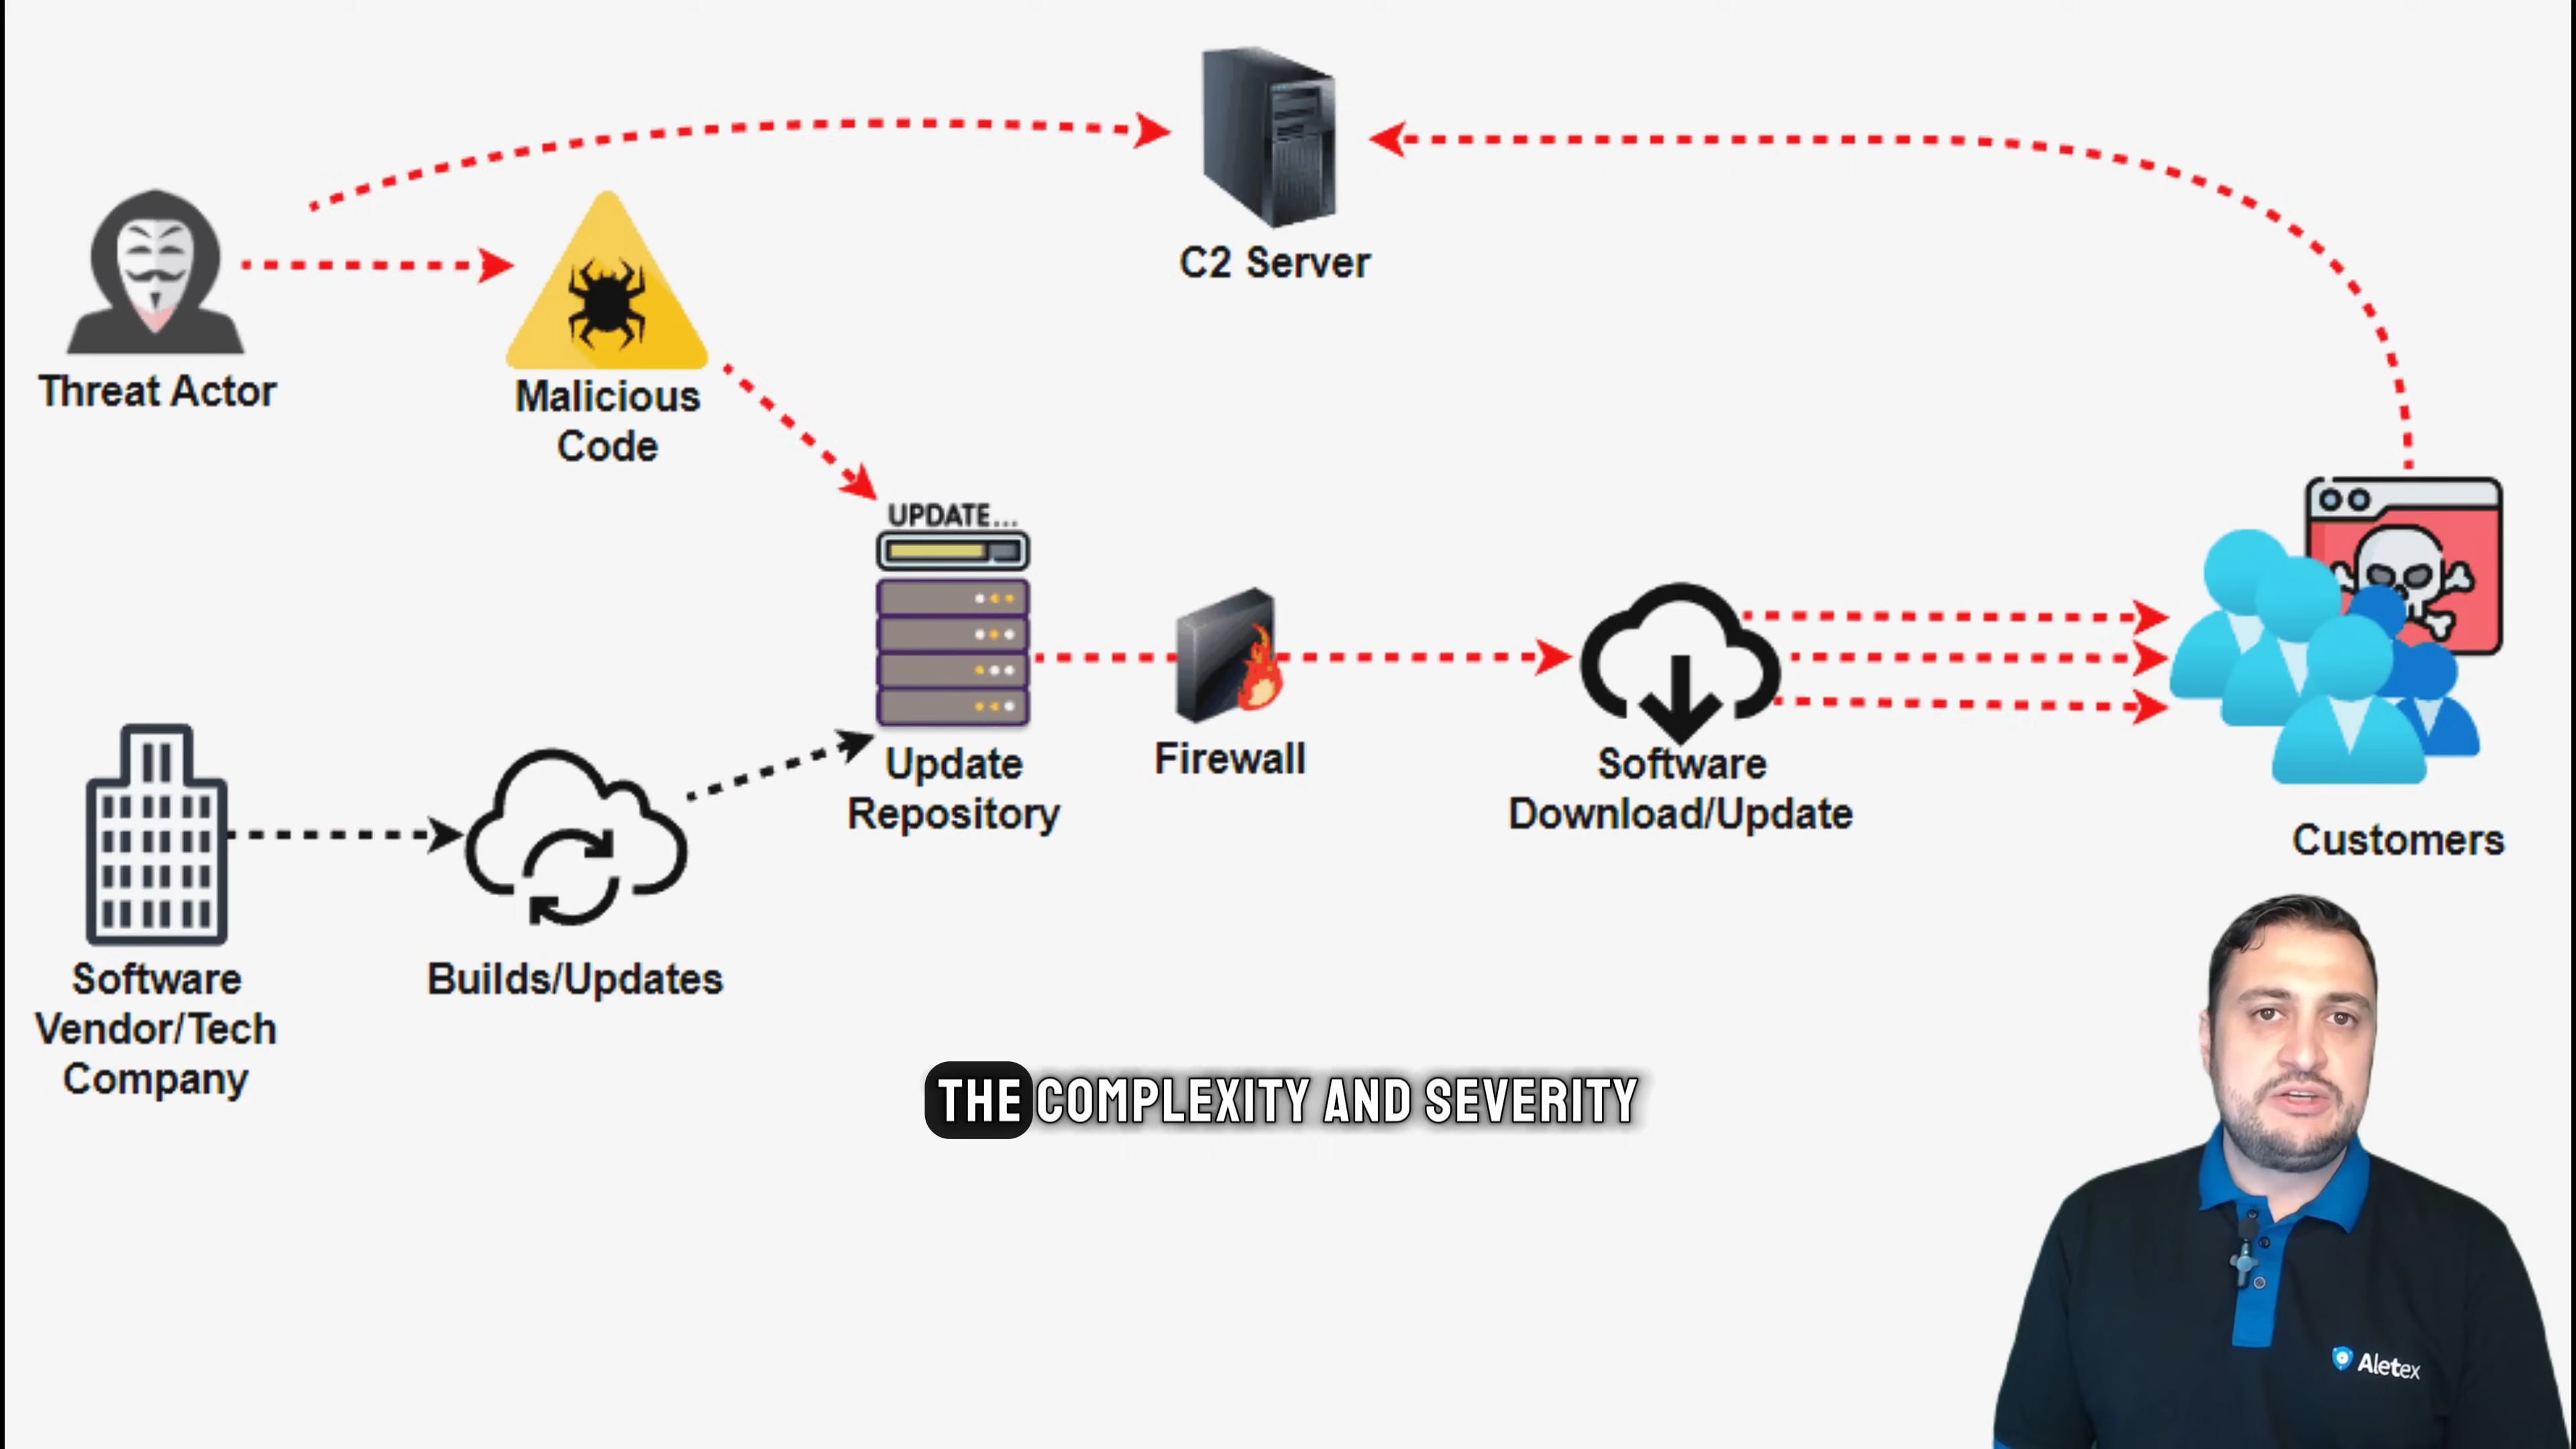 C2 Server
Threat Actor
Malicious
Code
UPDATE...
Update
Repository
Firewall
Software
Download/Update
Customers
Software
Vendor/Tech
Company
Builds/Updates
THE COMPLEXITY AND SEVERITY
Aletex